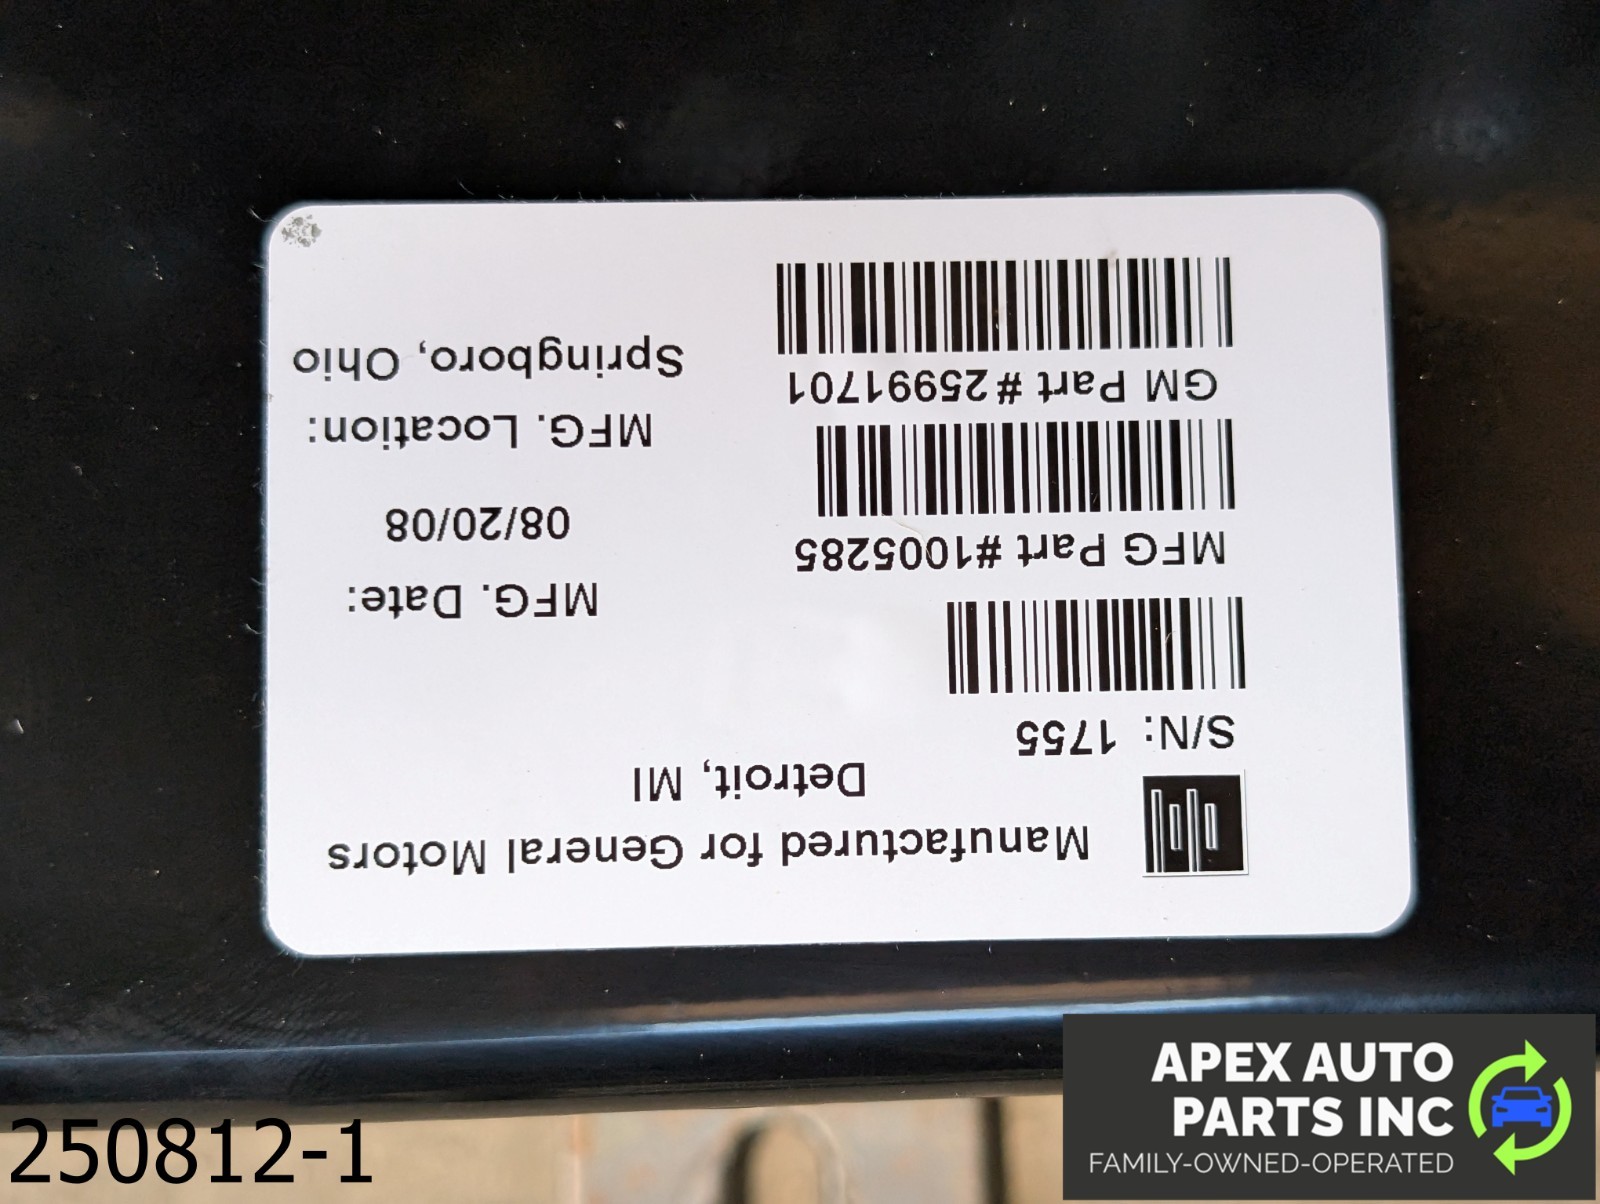 Manufactured for General Motors
Detroit, MI
S/N: 1755
MFG Part #1005285
GM Part #25991701
MFG. Date:
08/20/08
MFG. Location:
Springboro, Ohio
250812-1
APEX AUTO
PARTS INC
FAMILY-OWNED-OPERATED